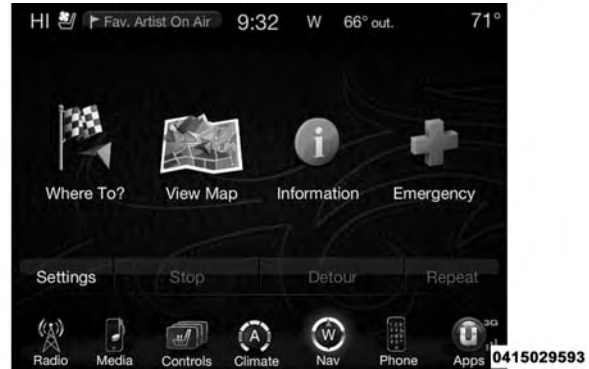 HI Fav. Artist On Air 9:32 W 66° out. 71°
Where To? View Map Information Emergency
Settings Stop Detour Repeat
A W U 3G
Radio Media Controls Climate Nav Phone Apps
0415029593